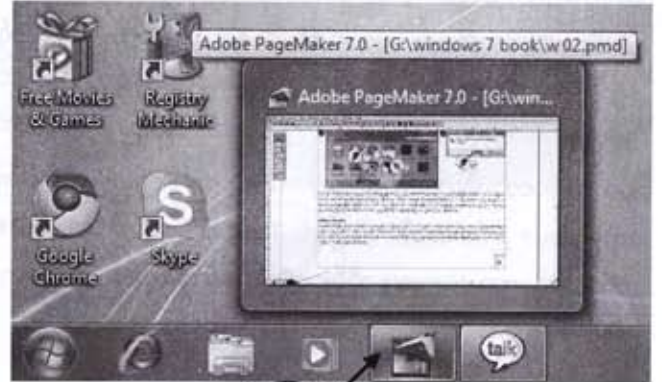 Adobe PageMaker 7.0 - [G:\windows 7 book\w 02.pmd]
Free Movies
& Games
Registry
Mechanic
Adobe PageMaker 7.0 - [G:\win...
Google
Chrome
S
Skype
talk